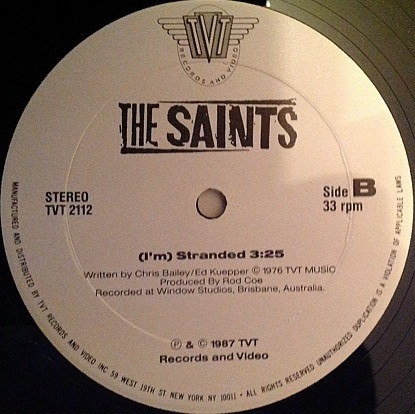 TVT
RECORDS AND VIDEO
THE SAINTS
STEREO
TVT 2112
Side B
33 rpm
(I'm) Stranded 3:25
Written by Chris Bailey/Ed Kuepper © 1976 TVT MUSIC
Produced By Rod Coe
Recorded at Window Studios, Brisbane, Australia.
℗ & © 1987 TVT
Records and Video
MANUFACTURED AND DISTRIBUTED BY TVT RECORDS AND VIDEO INC 59 WEST 19TH ST NEW YORK NY 10011 • ALL RIGHTS RESERVED UNAUTHORIZED DUPLICATION IS A VIOLATION OF APPLICABLE LAWS